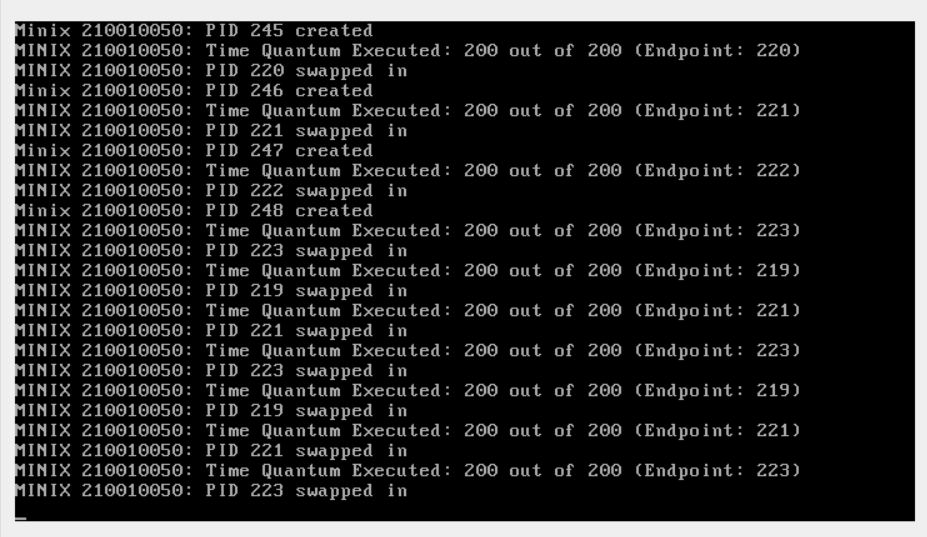 Minix 210010050: PID 245 created
MINIX 210010050: Time Quantum Executed: 200 out of 200 (Endpoint: 220)
MINIX 210010050: PID 220 swapped in
Minix 210010050: PID 246 created
MINIX 210010050: Time Quantum Executed: 200 out of 200 (Endpoint: 221)
MINIX 210010050: PID 221 swapped in
Minix 210010050: PID 247 created
MINIX 210010050: Time Quantum Executed: 200 out of 200 (Endpoint: 222)
MINIX 210010050: PID 222 swapped in
Minix 210010050: PID 248 created
MINIX 210010050: Time Quantum Executed: 200 out of 200 (Endpoint: 223)
MINIX 210010050: PID 223 swapped in
MINIX 210010050: Time Quantum Executed: 200 out of 200 (Endpoint: 219)
MINIX 210010050: PID 219 swapped in
MINIX 210010050: Time Quantum Executed: 200 out of 200 (Endpoint: 221)
MINIX 210010050: PID 221 swapped in
MINIX 210010050: Time Quantum Executed: 200 out of 200 (Endpoint: 223)
MINIX 210010050: PID 223 swapped in
MINIX 210010050: Time Quantum Executed: 200 out of 200 (Endpoint: 219)
MINIX 210010050: PID 219 swapped in
MINIX 210010050: Time Quantum Executed: 200 out of 200 (Endpoint: 221)
MINIX 210010050: PID 221 swapped in
MINIX 210010050: Time Quantum Executed: 200 out of 200 (Endpoint: 223)
MINIX 210010050: PID 223 swapped in